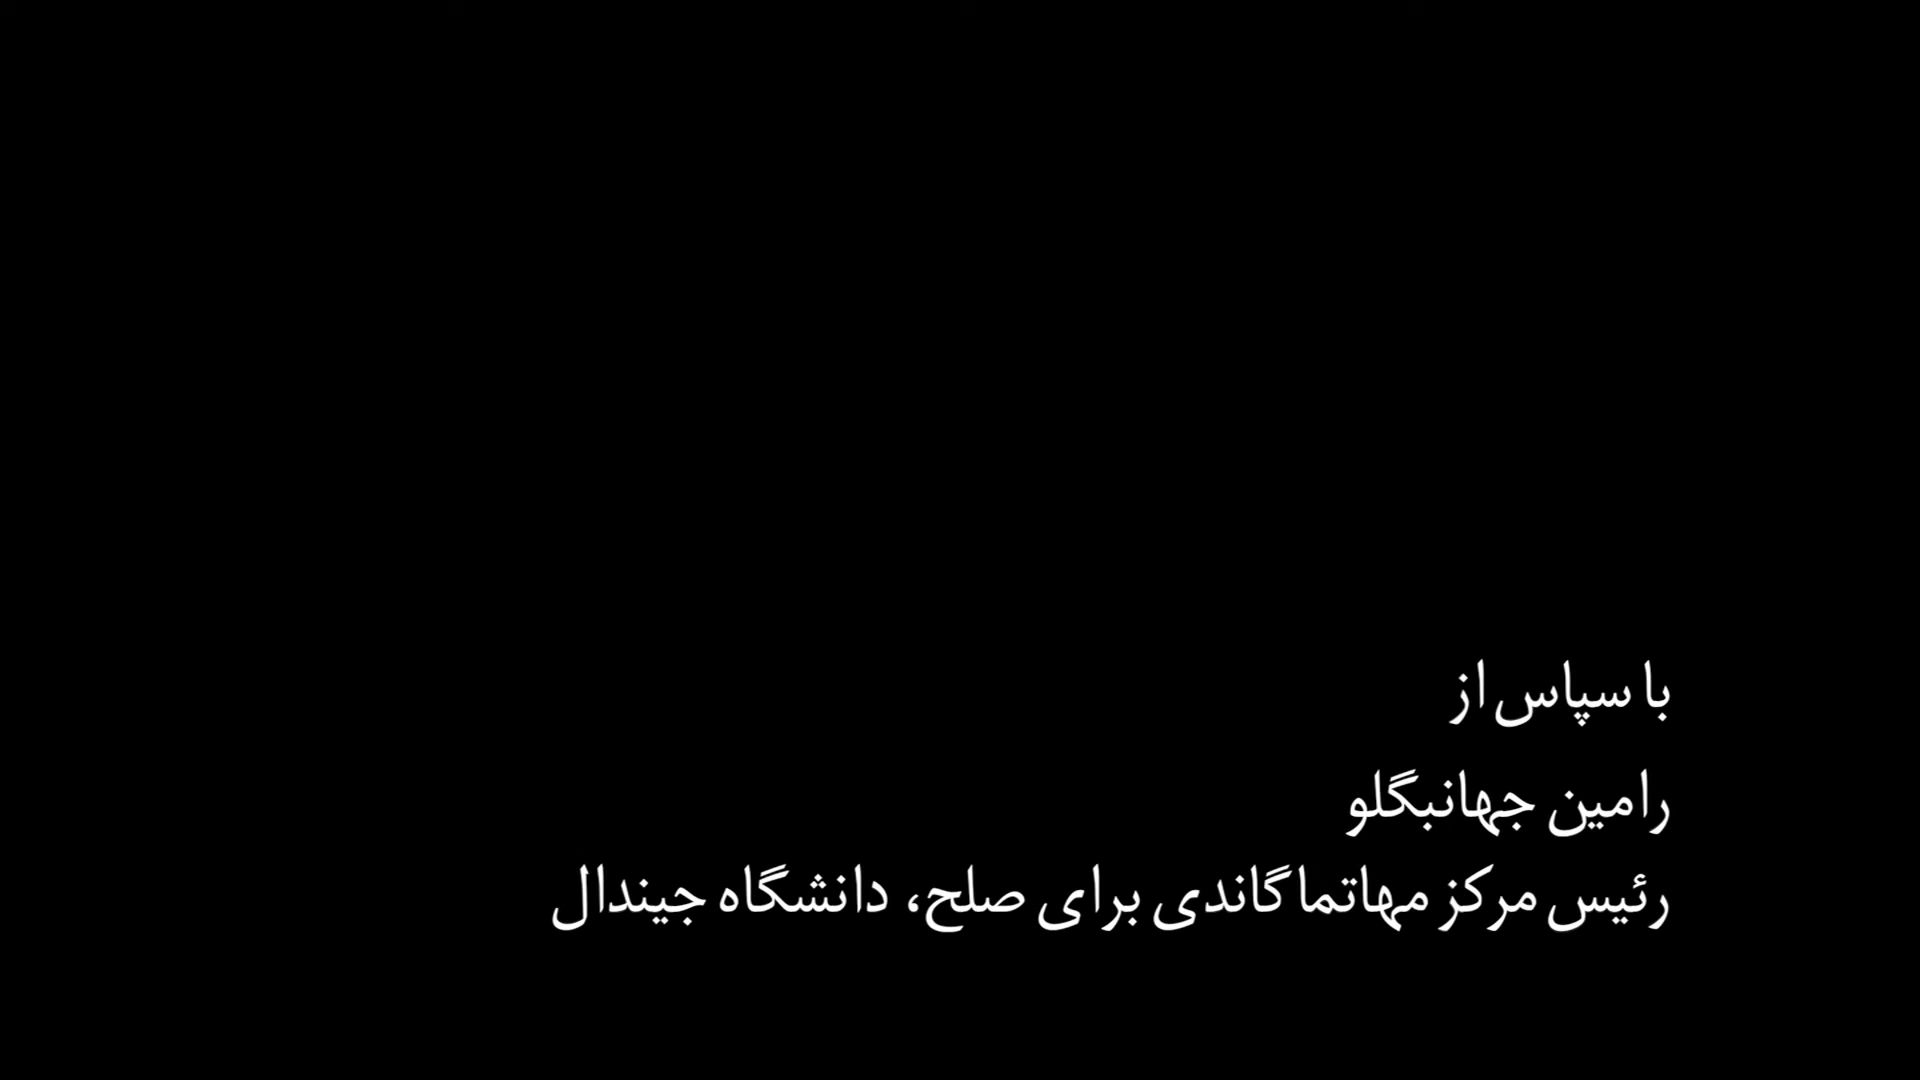 با سپاس از
رامین جهانبگلو
رئیس مرکز مهاتما گاندی برای صلح، دانشگاه جیندال